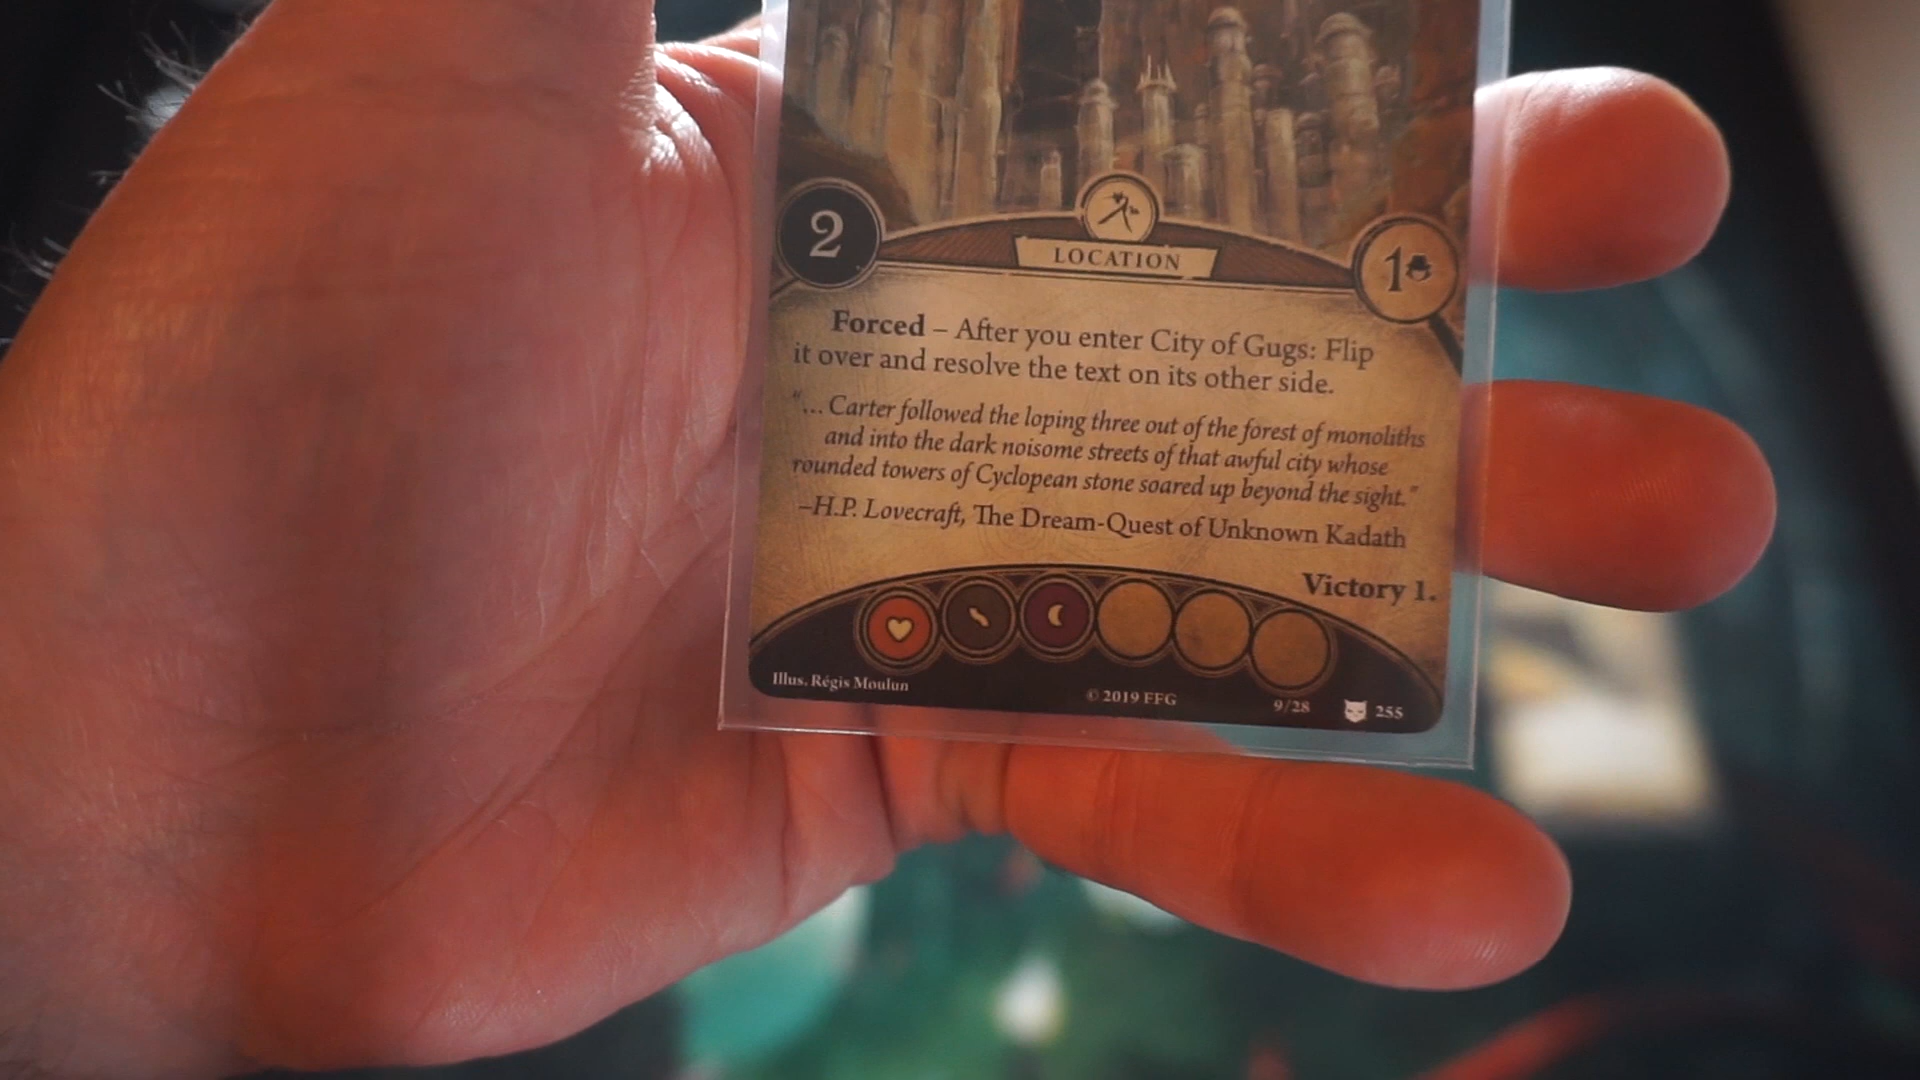 2
LOCATION
1
Forced – After you enter City of Gugs: Flip
it over and resolve the text on its other side.
“... Carter followed the loping three out of the forest of monoliths
and into the dark noisome streets of that awful city whose
rounded towers of Cyclopean stone soared up beyond the sight.”
–H.P. Lovecraft, The Dream-Quest of Unknown Kadath
Victory 1.
Illus. Régis Moulun
© 2019 FFG
9/28
255